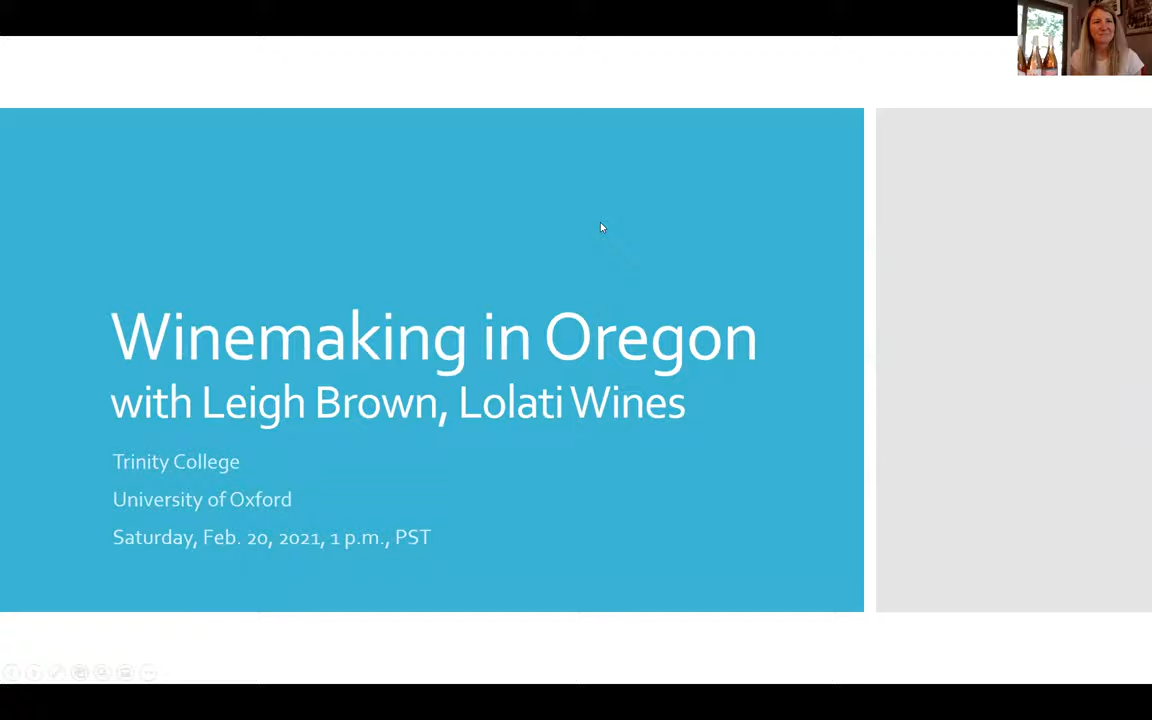 Winemaking in Oregon
with Leigh Brown, Lolati Wines
Trinity College
University of Oxford
Saturday, Feb. 20, 2021, 1 p.m., PST